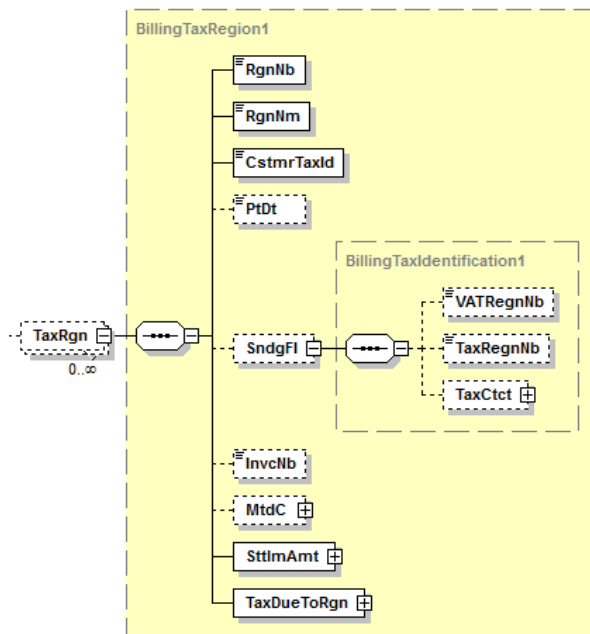 BillingTaxRegion1
RgnNb
RgnNm
CstmrTaxId
PtDt
BillingTaxIdentification1
VATRegnNb
TaxRgn
SndgFI
TaxRegnNb
0..∞
TaxCtct
InvcNb
MtdC
SttlmAmt
TaxDueToRgn